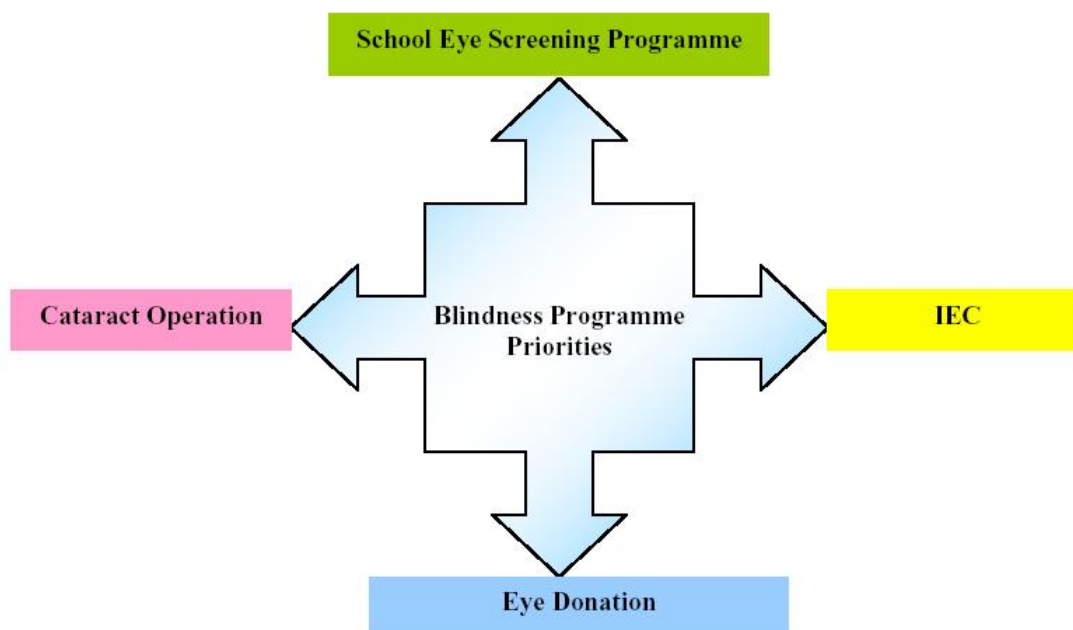 School Eye Screening Programme
Cataract Operation
Blindness Programme
Priorities
IEC
Eye Donation